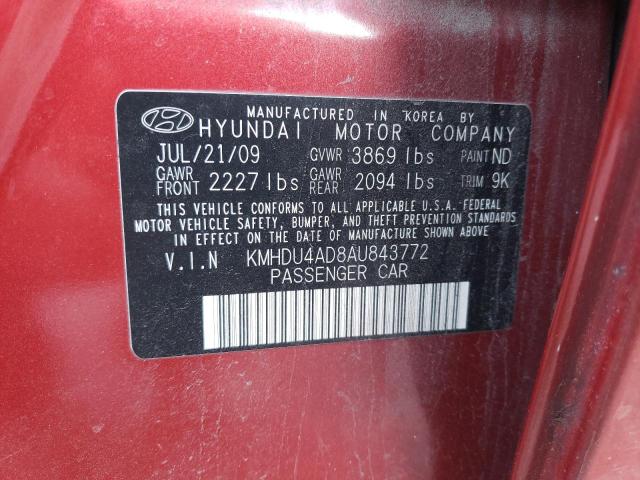 MANUFACTURED IN KOREA BY
HYUNDAI MOTOR COMPANY
JUL/21/09 GVWR 3869 lbs PAINT ND
GAWR FRONT 2227 lbs GAWR REAR 2094 lbs TRIM 9K
THIS VEHICLE CONFORMS TO ALL APPLICABLE U.S.A. FEDERAL
MOTOR VEHICLE SAFETY, BUMPER, AND THEFT PREVENTION STANDARDS
IN EFFECT ON THE DATE OF MANUFACTURE SHOWN ABOVE
V.I.N KMHDU4AD8AU843772
PASSENGER CAR